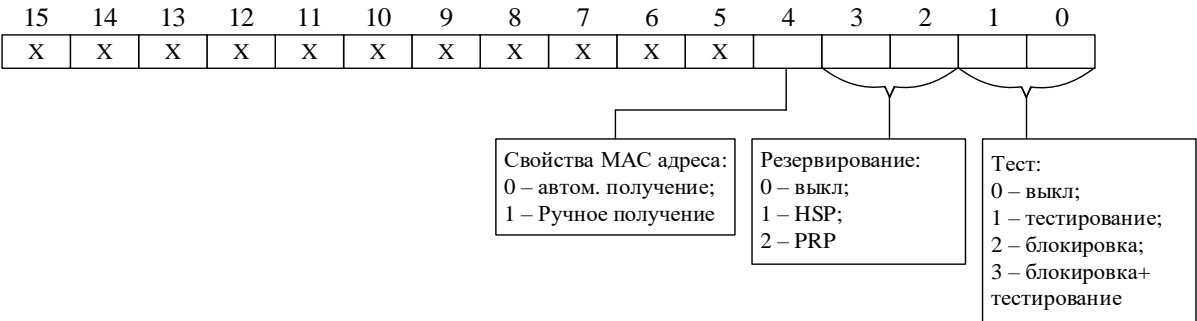 15 14 13 12 11 10 9 8 7 6 5 4 3 2 1 0
X X X X X X X X X X X
Свойства MAC адреса:
0 – автом. получение;
1 – Ручное получение
Резервирование:
0 – выкл;
1 – HSP;
2 – PRP
Тест:
0 – выкл;
1 – тестирование;
2 – блокировка;
3 – блокировка+
тестирование